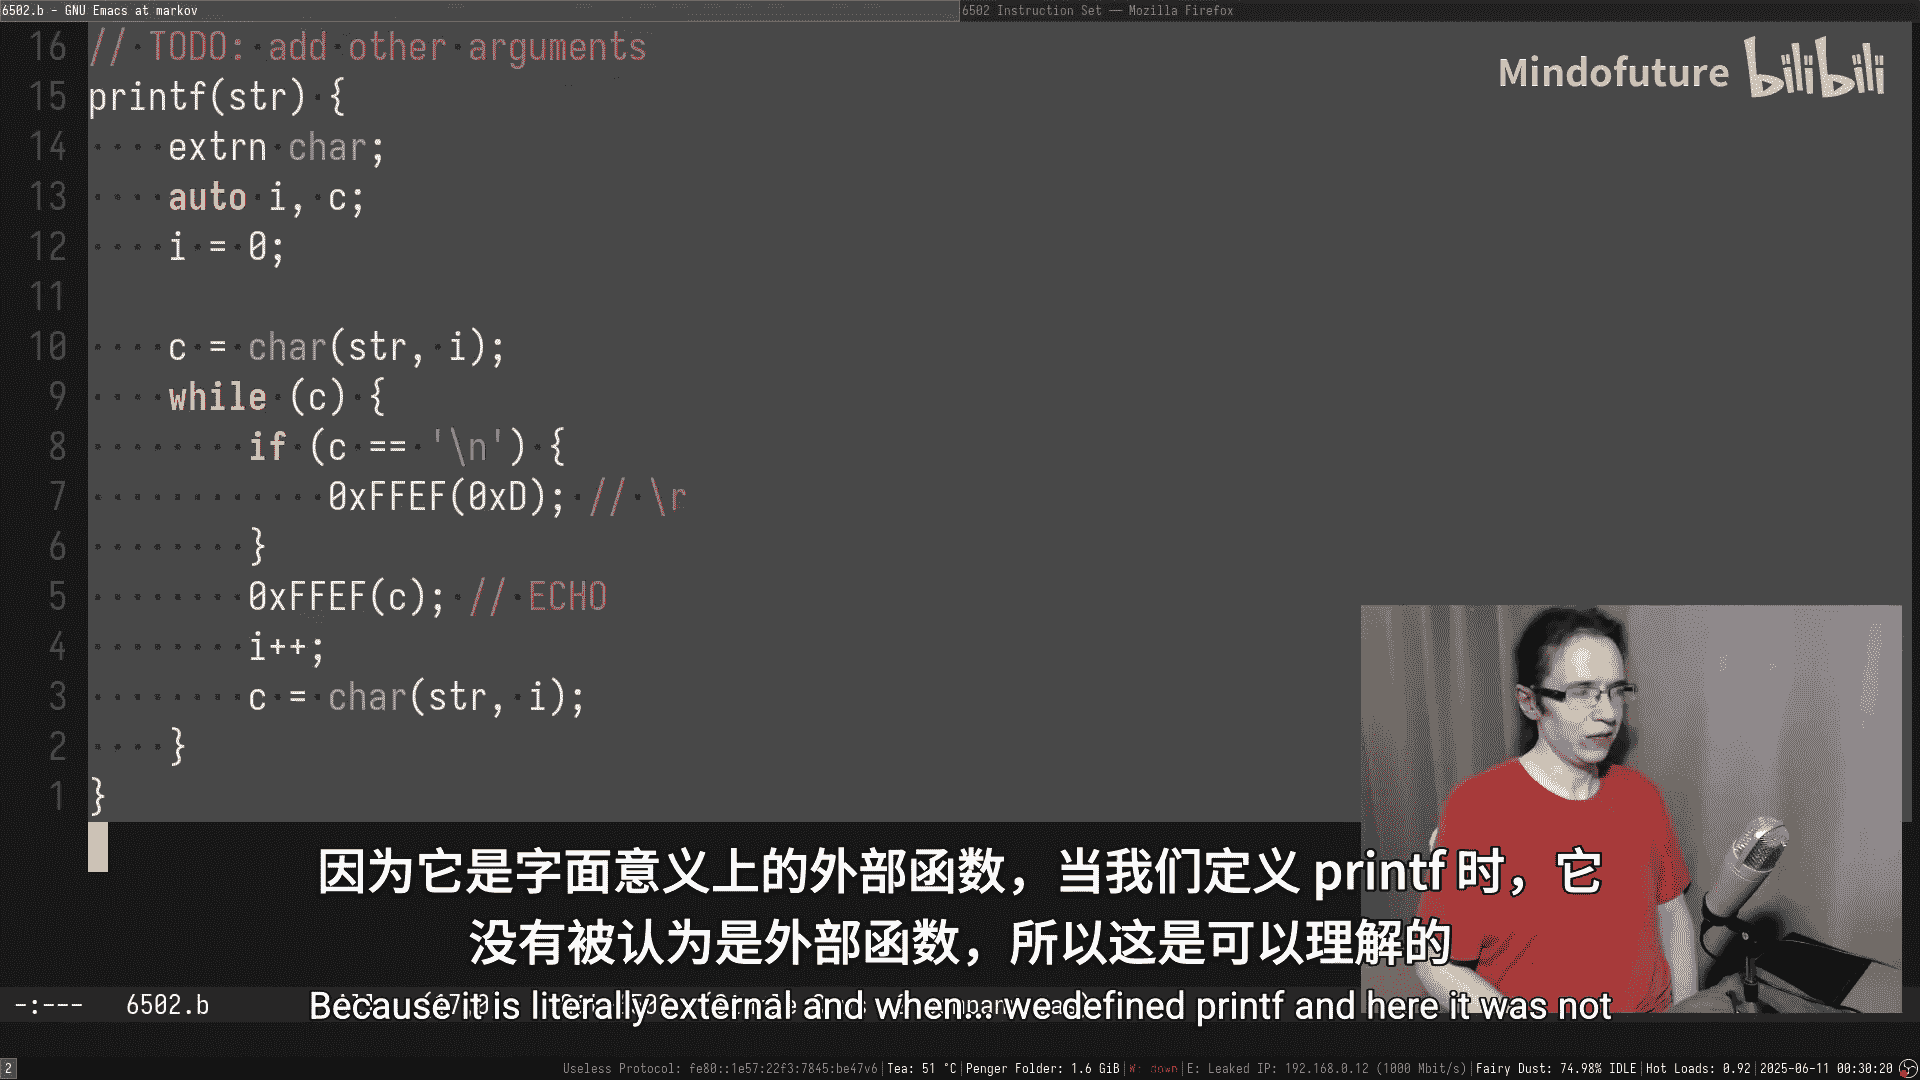 6502.b - GNU Emacs at markov
6502 Instruction Set — Mozilla Firefox
Mindofuture bilibili
16 // TODO: add other arguments
15 printf(str) {
14 extrn char;
13 auto i, c;
12 i = 0;
11
10 c = char(str, i);
9 while (c) {
8 if (c == '\n') {
7 0xFFEF(0xD); // \r
6 }
5 0xFFEF(c); // ECHO
4 i++;
3 c = char(str, i);
2 }
1 }
因为它是字面意义上的外部函数，当我们定义 printf 时，它
没有被认为是外部函数，所以这是可以理解的
-:--- 6502.b
Because it is literally external and when... we defined printf and here it was not
2 Useless Protocol: fe80::1e57:22f3:7845:be47v6|Tea: 51 °C|Penger Folder: 1.6 GiB|W: down|E: Leaked IP: 192.168.0.12 (1000 Mbit/s)|Fairy Dust: 74.98% IDLE|Hot Loads: 0.92|2025-06-11 00:30:20